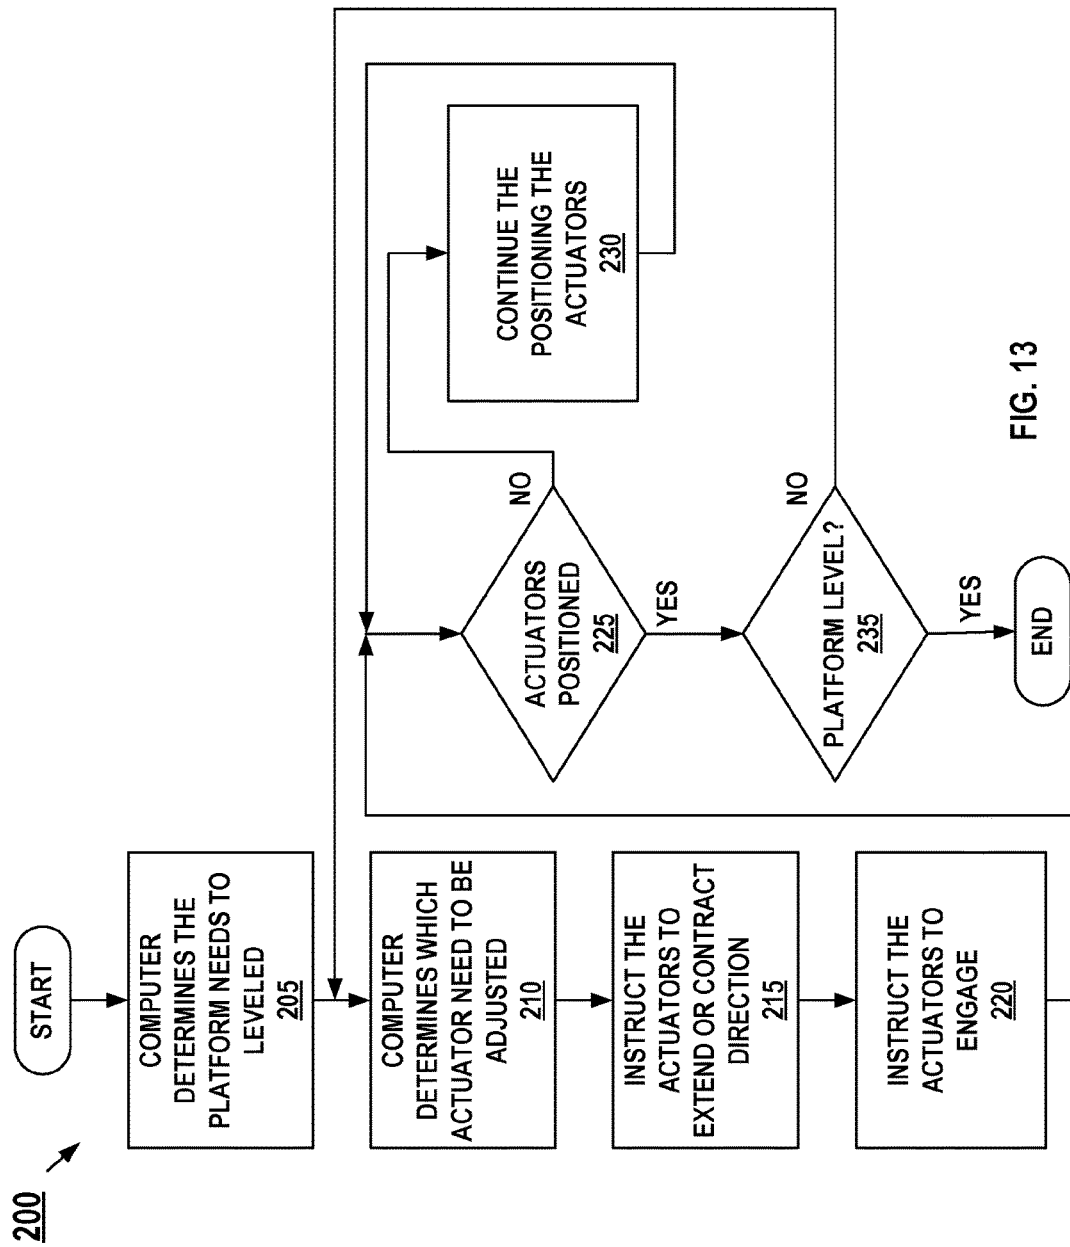 200
START
COMPUTER
DETERMINES THE
PLATFORM NEEDS TO
LEVELED
205
COMPUTER
DETERMINES WHICH
ACTUATOR NEED TO BE
ADJUSTED
210
INSTRUCT THE
ACTUATORS TO
EXTEND OR CONTRACT
DIRECTION
215
INSTRUCT THE
ACTUATORS TO
ENGAGE
220
ACTUATORS
POSITIONED
225
NO
YES
CONTINUE THE
POSITIONING THE
ACTUATORS
230
PLATFORM LEVEL?
235
NO
YES
END
FIG. 13